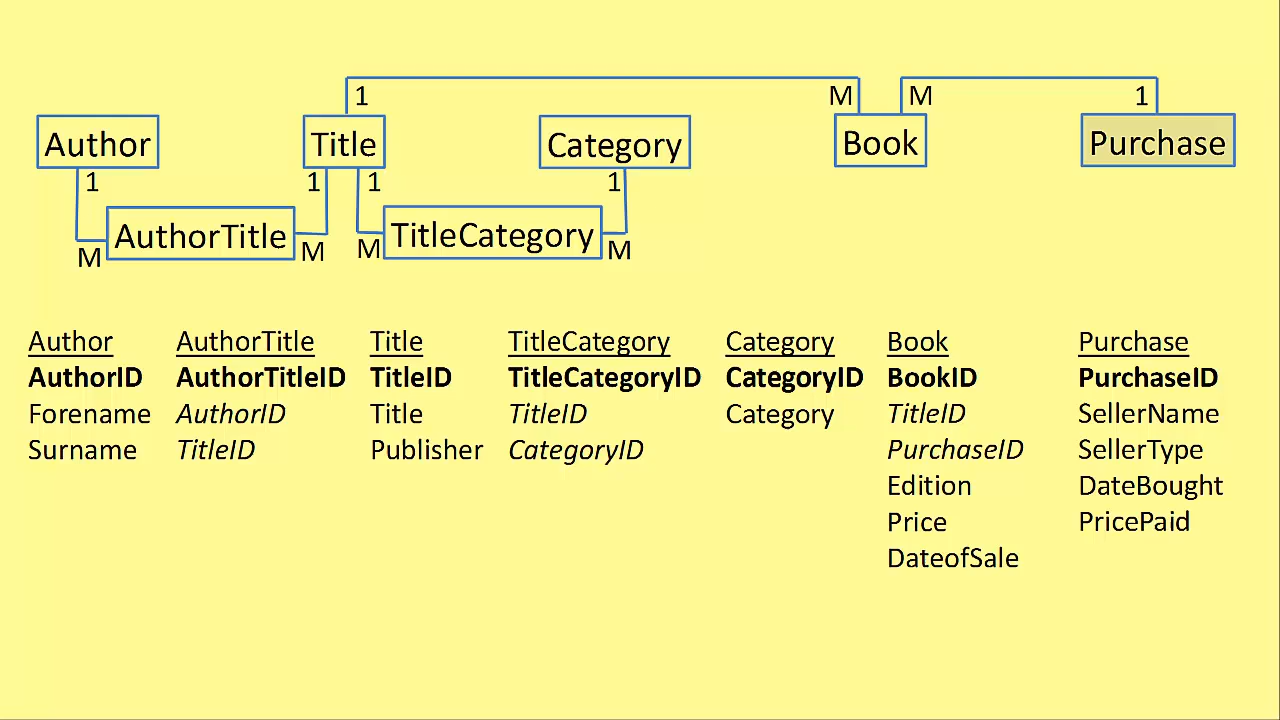 1 M M 1
Author Title Category Book Purchase
1 1 1 1
AuthorTitle TitleCategory
M M M M
Author AuthorTitle Title TitleCategory Category Book Purchase
AuthorID AuthorTitleID TitleID TitleCategoryID CategoryID BookID PurchaseID
Forename AuthorID Title TitleID Category TitleID SellerName
Surname TitleID Publisher CategoryID PurchaseID SellerType
Edition DateBought
Price PricePaid
DateofSale